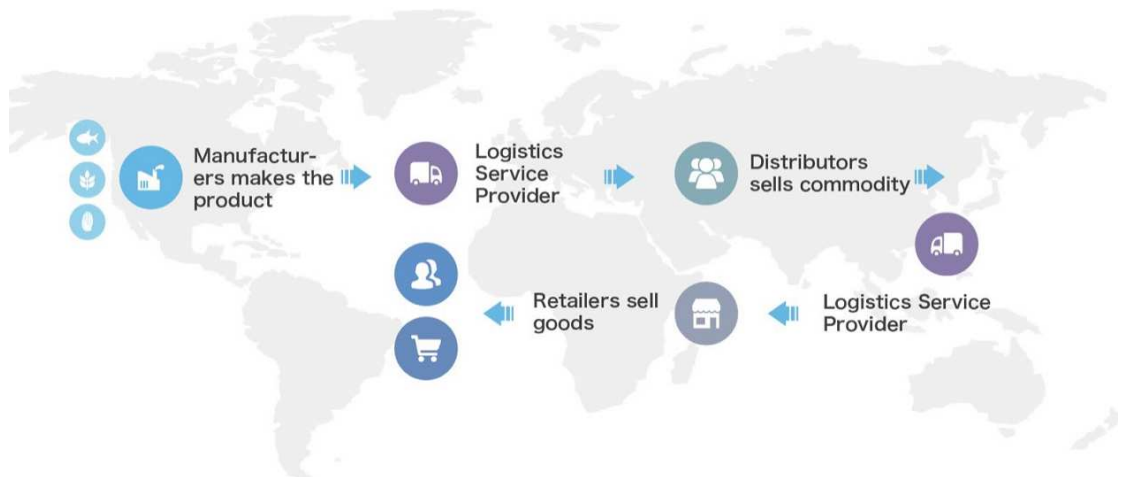 Manufactur-
ers makes the
product
Logistics
Service
Provider
Distributors
sells commodity
Logistics Service
Provider
Retailers sell
goods